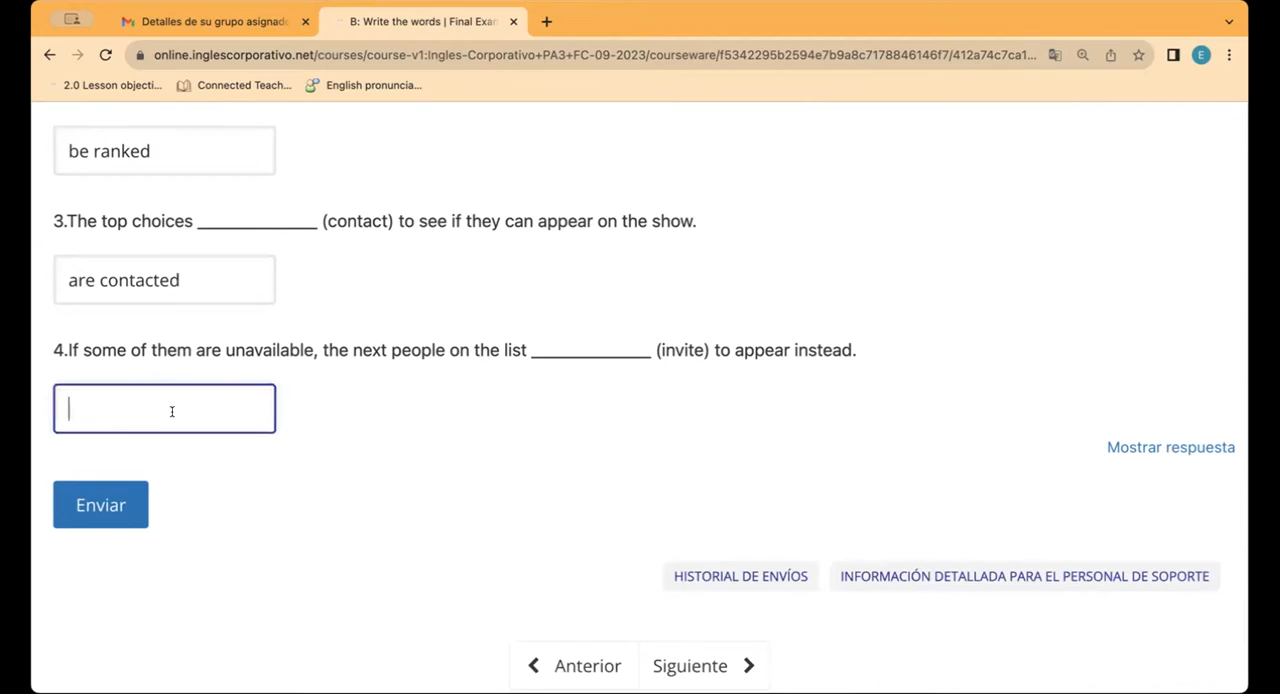 Detalles de su grupo asignado
B: Write the words | Final Exam
online.inglescorporativo.net/courses/course-v1:Ingles-Corporativo+PA3+FC-09-2023/courseware/f5342295b2594e7b9a8c7178846146f7/412a74c7ca1...
E
2.0 Lesson objecti...
Connected Teach...
English pronuncia...
be ranked
3.The top choices ____________ (contact) to see if they can appear on the show.
are contacted
4.If some of them are unavailable, the next people on the list ____________ (invite) to appear instead.
Mostrar respuesta
Enviar
HISTORIAL DE ENVÍOS
INFORMACIÓN DETALLADA PARA EL PERSONAL DE SOPORTE
Anterior
Siguiente